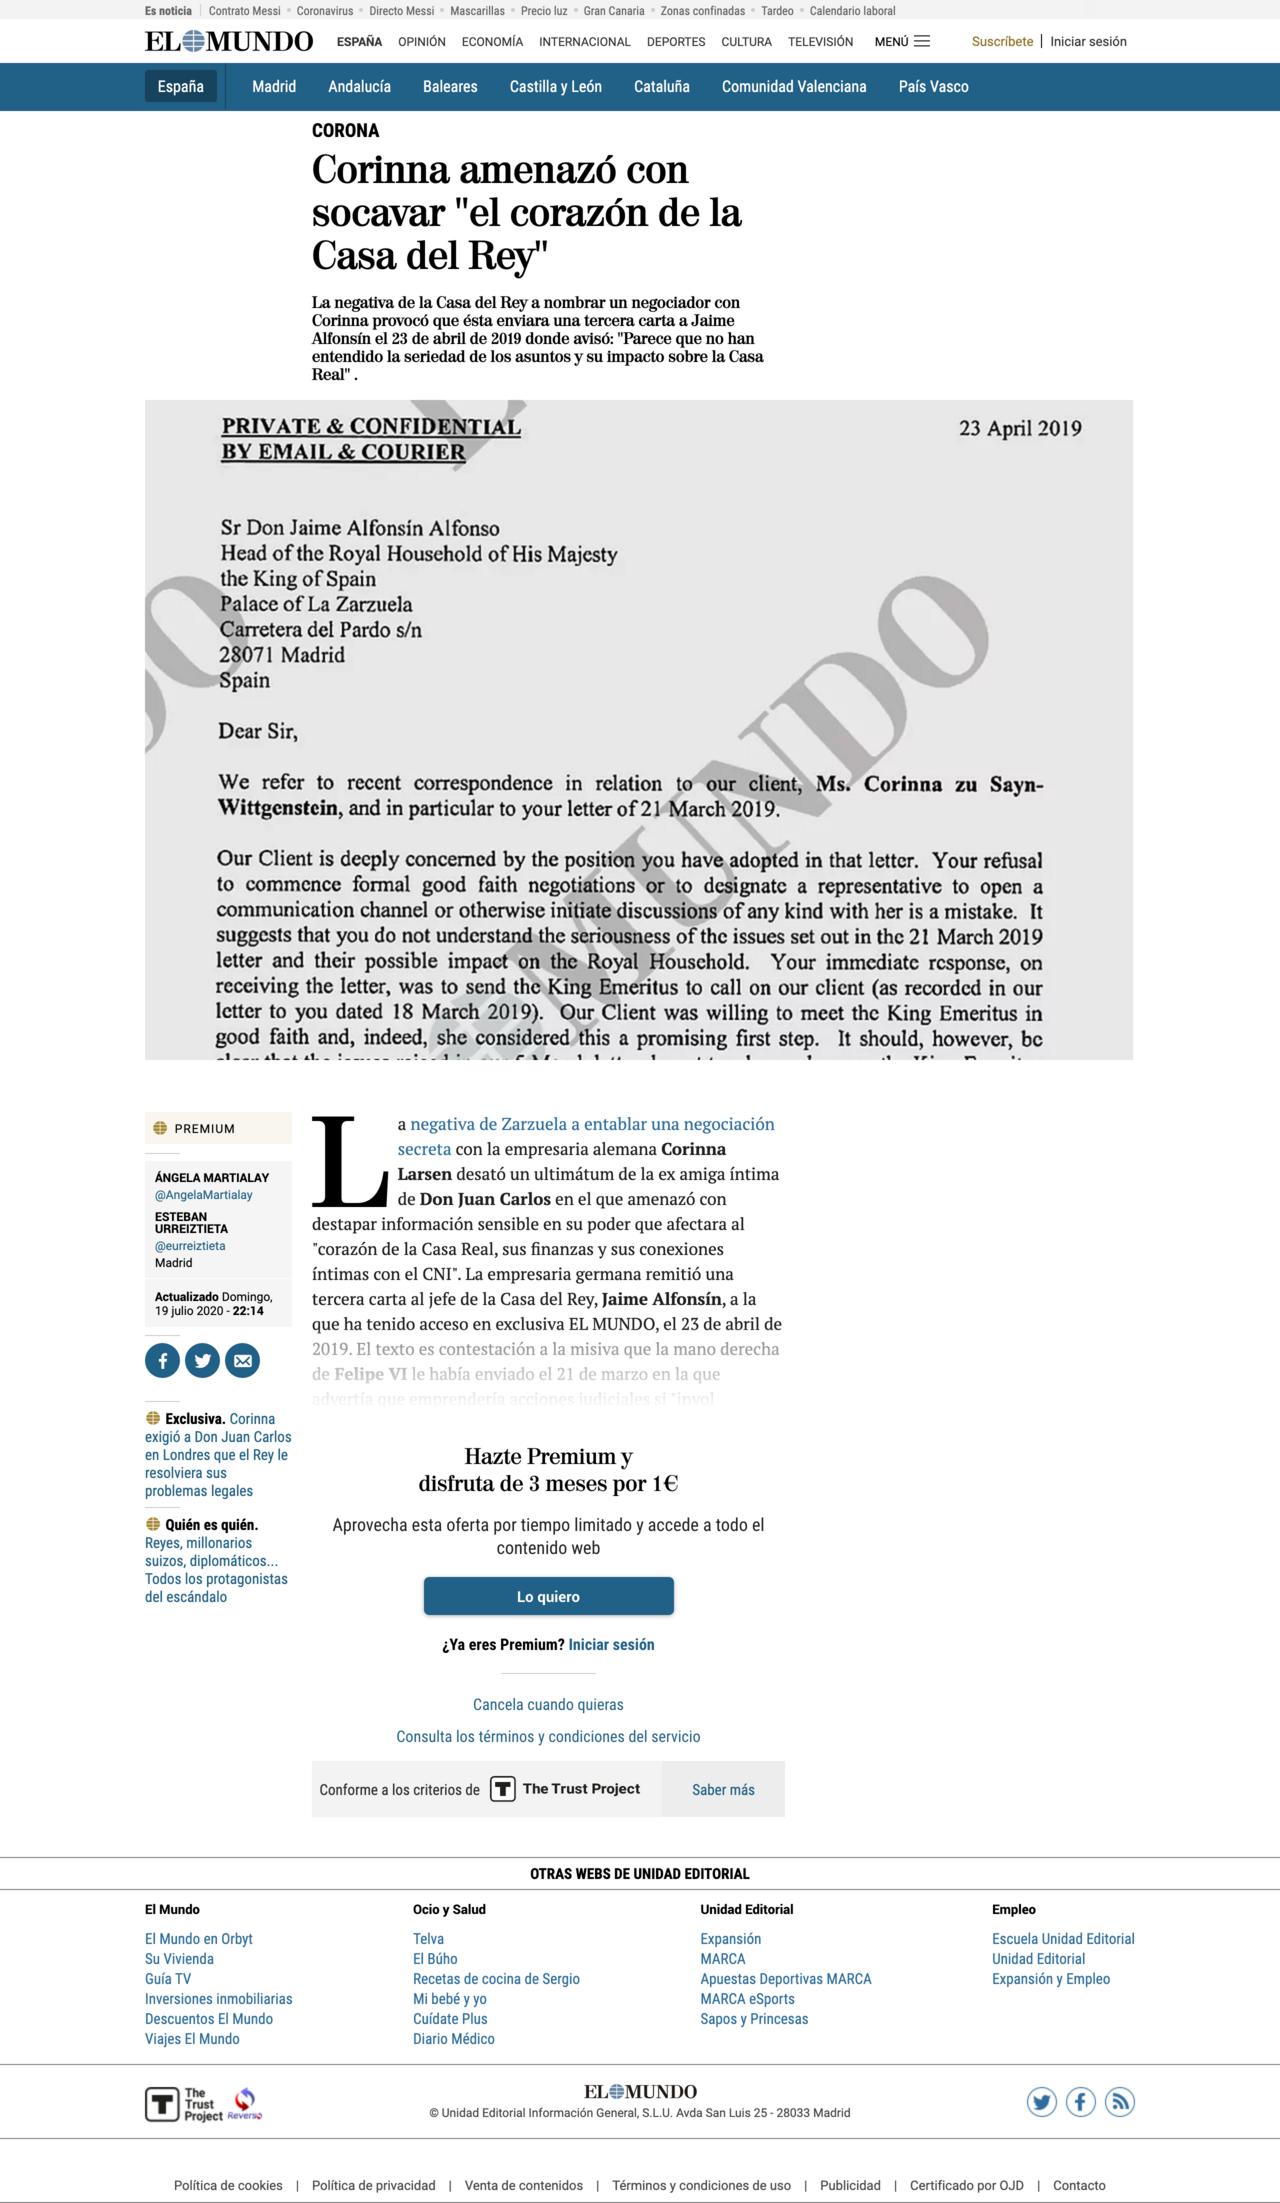 Es noticia Contrato Messi Coronavirus Directo Messi Mascarillas Precio luz Gran Canaria Zonas confinadas Tardeo Calendario laboral
EL MUNDO ESPAÑA OPINIÓN ECONOMÍA INTERNACIONAL DEPORTES CULTURA TELEVISIÓN MENÚ Suscríbete | Iniciar sesión
España Madrid Andalucía Baleares Castilla y León Cataluña Comunidad Valenciana País Vasco
CORONA
Corinna amenazó con
socavar "el corazón de la
Casa del Rey"
La negativa de la Casa del Rey a nombrar un negociador con
Corinna provocó que ésta enviara una tercera carta a Jaime
Alfonsín el 23 de abril de 2019 donde avisó: "Parece que no han
entendido la seriedad de los asuntos y su impacto sobre la Casa
Real" .
PRIVATE & CONFIDENTIAL 23 April 2019
BY EMAIL & COURIER
Sr Don Jaime Alfonsín Alfonso
Head of the Royal Household of His Majesty
the King of Spain
Palace of La Zarzuela
Carretera del Pardo s/n
28071 Madrid
Spain
Dear Sir,
We refer to recent correspondence in relation to our client, Ms. Corinna zu Sayn-
Wittgenstein, and in particular to your letter of 21 March 2019.
Our Client is deeply concerned by the position you have adopted in that letter. Your refusal
to commence formal good faith negotiations or to designate a representative to open a
communication channel or otherwise initiate discussions of any kind with her is a mistake. It
suggests that you do not understand the seriousness of the issues set out in the 21 March 2019
letter and their possible impact on the Royal Household. Your immediate response, on
receiving the letter, was to send the King Emeritus to call on our client (as recorded in our
letter to you dated 18 March 2019). Our Client was willing to meet the King Emeritus in
good faith and, indeed, she considered this a promising first step. It should, however, be
MUNDO
PREMIUM
ÁNGELA MARTIALAY
@AngelaMartialay
ESTEBAN
URREIZTIETA
@eurreiztieta
Madrid
Actualizado Domingo,
19 julio 2020 - 22:14
Exclusiva. Corinna
exigió a Don Juan Carlos
en Londres que el Rey le
resolviera sus
problemas legales
Quién es quién.
Reyes, millonarios
suizos, diplomáticos...
Todos los protagonistas
del escándalo
La negativa de Zarzuela a entablar una negociación
secreta con la empresaria alemana Corinna
Larsen desató un ultimátum de la ex amiga íntima
de Don Juan Carlos en el que amenazó con
destapar información sensible en su poder que afectara al
"corazón de la Casa Real, sus finanzas y sus conexiones
íntimas con el CNI". La empresaria germana remitió una
tercera carta al jefe de la Casa del Rey, Jaime Alfonsín, a la
que ha tenido acceso en exclusiva EL MUNDO, el 23 de abril de
2019. El texto es contestación a la misiva que la mano derecha
de Felipe VI le había enviado el 21 de marzo en la que
advertía que emprendería acciones judiciales si "invol
Hazte Premium y
disfruta de 3 meses por 1€
Aprovecha esta oferta por tiempo limitado y accede a todo el
contenido web
Lo quiero
¿Ya eres Premium? Iniciar sesión
Cancela cuando quieras
Consulta los términos y condiciones del servicio
Conforme a los criterios de T The Trust Project Saber más
OTRAS WEBS DE UNIDAD EDITORIAL
El Mundo
El Mundo en Orbyt
Su Vivienda
Guía TV
Inversiones inmobiliarias
Descuentos El Mundo
Viajes El Mundo
Ocio y Salud
Telva
El Búho
Recetas de cocina de Sergio
Mi bebé y yo
Cuídate Plus
Diario Médico
Unidad Editorial
Expansión
MARCA
Apuestas Deportivas MARCA
MARCA eSports
Sapos y Princesas
Empleo
Escuela Unidad Editorial
Unidad Editorial
Expansión y Empleo
T The
Trust
Project
Reverso
EL MUNDO
© Unidad Editorial Información General, S.L.U. Avda San Luis 25 - 28033 Madrid
Política de cookies | Política de privacidad | Venta de contenidos | Términos y condiciones de uso | Publicidad | Certificado por OJD | Contacto